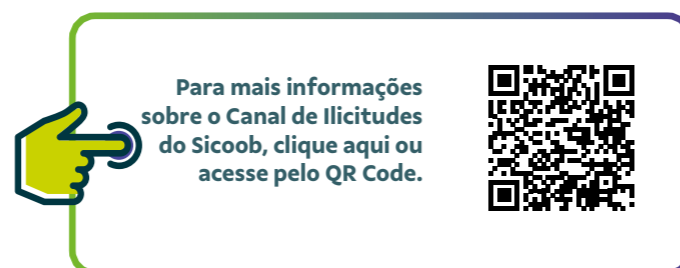 Para mais informações
sobre o Canal de Ilicitudes
do Sicoob, clique aqui ou
acesse pelo QR Code.